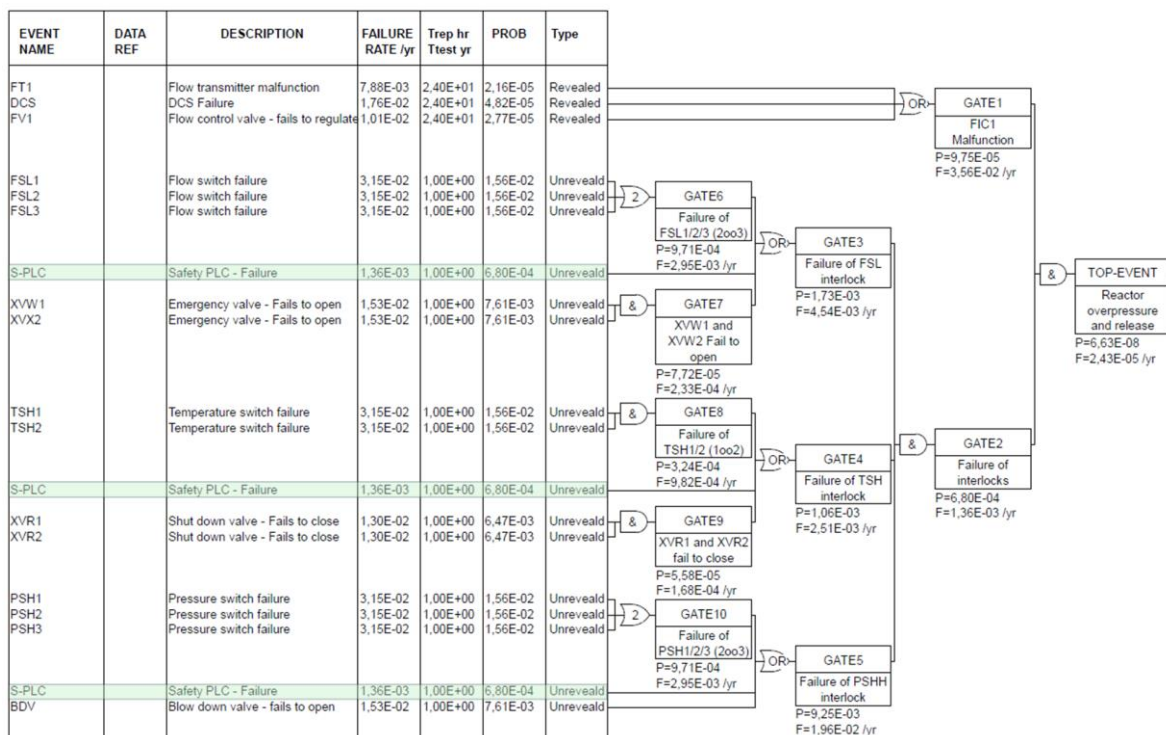 EVENT NAME DATA REF DESCRIPTION FAILURE RATE /yr Trep hr Ttest yr PROB Type
FT1 Flow transmitter malfunction 7,88E-03 2,40E+01 2,16E-05 Revealed
DCS DCS Failure 1,76E-02 2,40E+01 4,82E-05 Revealed
FV1 Flow control valve - fails to regulate 1,01E-02 2,40E+01 2,77E-05 Revealed
OR
GATE1
FIC1
Malfunction
P=9,75E-05
F=3,56E-02 /yr
FSL1 Flow switch failure 3,15E-02 1,00E+00 1,56E-02 Unreveald
FSL2 Flow switch failure 3,15E-02 1,00E+00 1,56E-02 Unreveald
FSL3 Flow switch failure 3,15E-02 1,00E+00 1,56E-02 Unreveald
2
GATE6
Failure of
FSL1/2/3 (2oo3)
P=9,71E-04
F=2,95E-03 /yr
OR
GATE3
Failure of FSL
interlock
P=1,73E-03
F=4,54E-03 /yr
S-PLC Safety PLC - Failure 1,36E-03 1,00E+00 6,80E-04 Unreveald
XVW1 Emergency valve - Fails to open 1,53E-02 1,00E+00 7,61E-03 Unreveald
XVX2 Emergency valve - Fails to open 1,53E-02 1,00E+00 7,61E-03 Unreveald
&
GATE7
XVW1 and
XVW2 Fail to
open
P=7,72E-05
F=2,33E-04 /yr
&
TOP-EVENT
Reactor
overpressure
and release
P=6,63E-08
F=2,43E-05 /yr
TSH1 Temperature switch failure 3,15E-02 1,00E+00 1,56E-02 Unreveald
TSH2 Temperature switch failure 3,15E-02 1,00E+00 1,56E-02 Unreveald
&
GATE8
Failure of
TSH1/2 (1oo2)
P=3,24E-04
F=9,82E-04 /yr
OR
GATE4
Failure of TSH
interlock
P=1,06E-03
F=2,51E-03 /yr
&
GATE2
Failure of
interlocks
P=6,80E-04
F=1,36E-03 /yr
S-PLC Safety PLC - Failure 1,36E-03 1,00E+00 6,80E-04 Unreveald
XVR1 Shut down valve - Fails to close 1,30E-02 1,00E+00 6,47E-03 Unreveald
XVR2 Shut down valve - Fails to close 1,30E-02 1,00E+00 6,47E-03 Unreveald
&
GATE9
XVR1 and XVR2
fail to close
P=5,58E-05
F=1,68E-04 /yr
PSH1 Pressure switch failure 3,15E-02 1,00E+00 1,56E-02 Unreveald
PSH2 Pressure switch failure 3,15E-02 1,00E+00 1,56E-02 Unreveald
PSH3 Pressure switch failure 3,15E-02 1,00E+00 1,56E-02 Unreveald
2
GATE10
Failure of
PSH1/2/3 (2oo3)
P=9,71E-04
F=2,95E-03 /yr
OR
GATE5
Failure of PSHH
interlock
P=9,25E-03
F=1,96E-02 /yr
S-PLC Safety PLC - Failure 1,36E-03 1,00E+00 6,80E-04 Unreveald
BDV Blow down valve - fails to open 1,53E-02 1,00E+00 7,61E-03 Unreveald